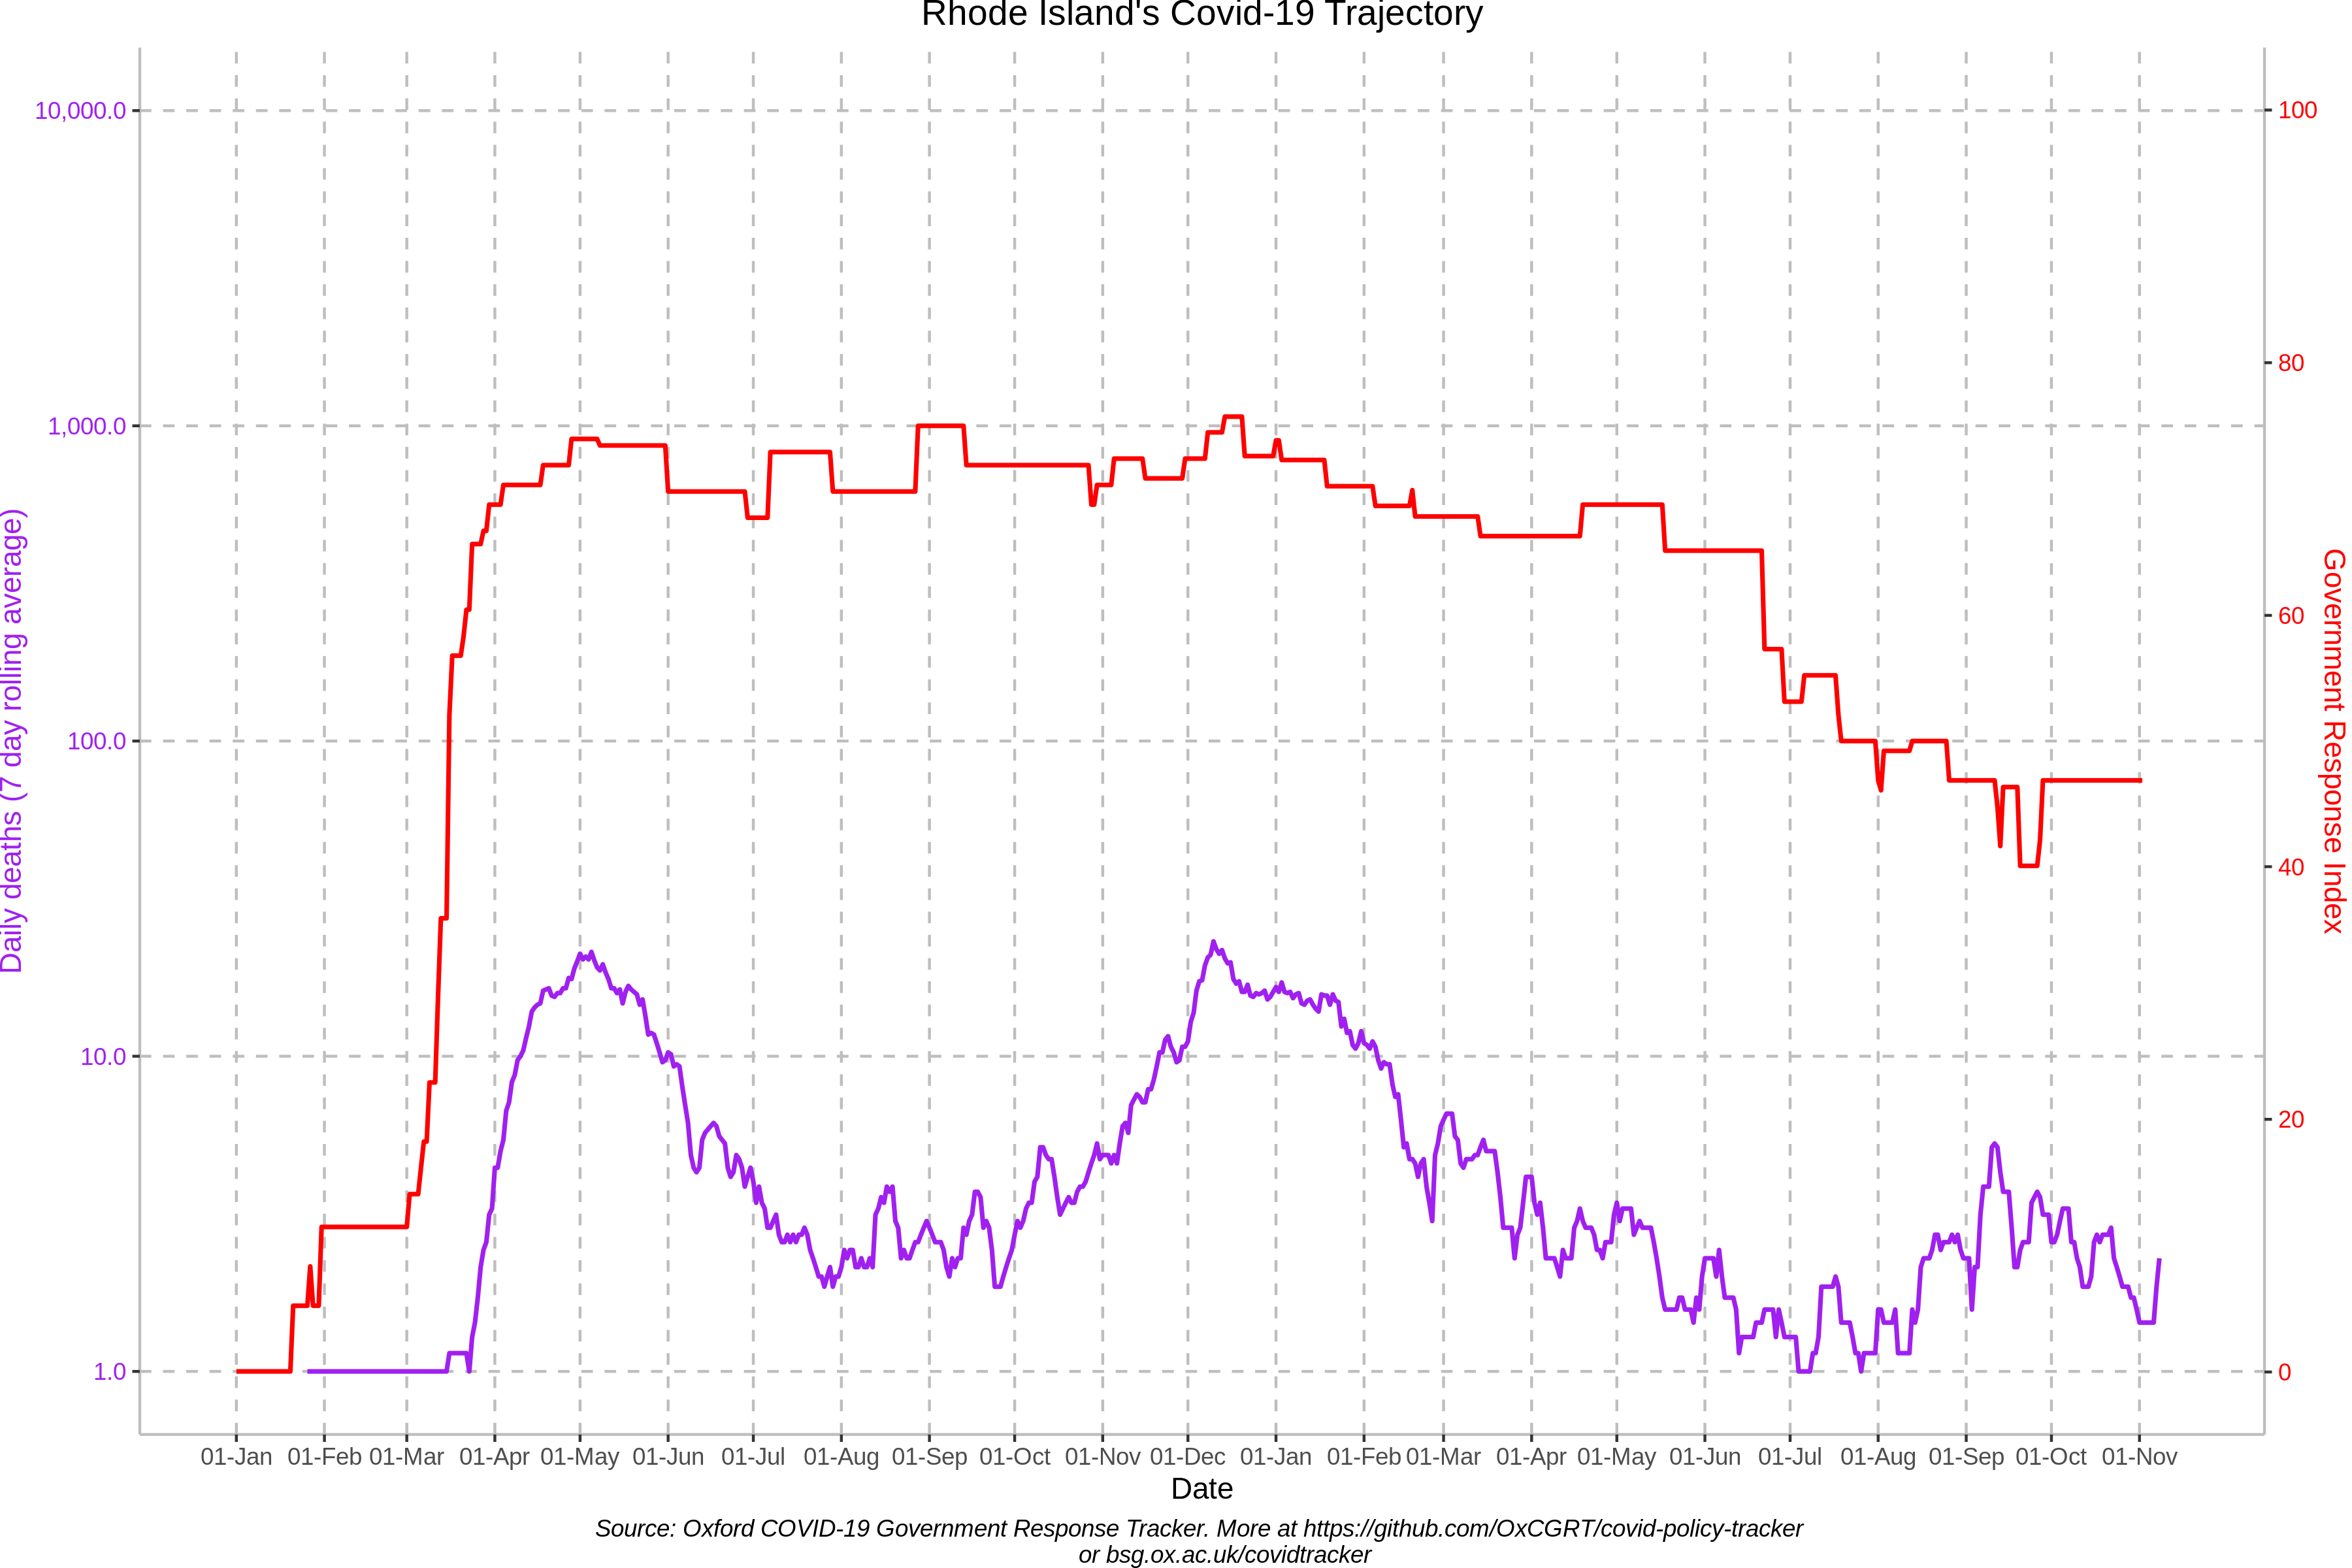 Rhode Island's Covid-19 Trajectory
10,000.0
1,000.0
100.0
10.0
1.0
Daily deaths (7 day rolling average)
100
80
60
40
20
0
Government Response Index
01-Jan 01-Feb 01-Mar 01-Apr 01-May 01-Jun 01-Jul 01-Aug 01-Sep 01-Oct 01-Nov 01-Dec 01-Jan 01-Feb 01-Mar 01-Apr 01-May 01-Jun 01-Jul 01-Aug 01-Sep 01-Oct 01-Nov
Date
Source: Oxford COVID-19 Government Response Tracker. More at https://github.com/OxCGRT/covid-policy-tracker
or bsg.ox.ac.uk/covidtracker